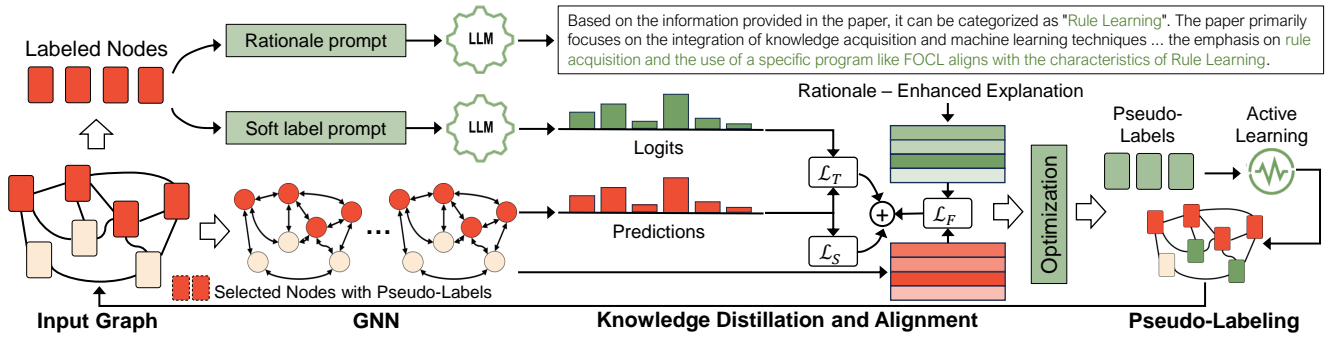 Labeled Nodes
Rationale prompt
LLM
Based on the information provided in the paper, it can be categorized as "Rule Learning". The paper primarily
focuses on the integration of knowledge acquisition and machine learning techniques ... the emphasis on rule
acquisition and the use of a specific program like FOCL aligns with the characteristics of Rule Learning.
Soft label prompt
LLM
Logits
Rationale – Enhanced Explanation
Pseudo-
Labels
Active
Learning
ℒ_T
ℒ_F
ℒ_S
+
Optimization
...
Predictions
Selected Nodes with Pseudo-Labels
Input Graph
GNN
Knowledge Distillation and Alignment
Pseudo-Labeling